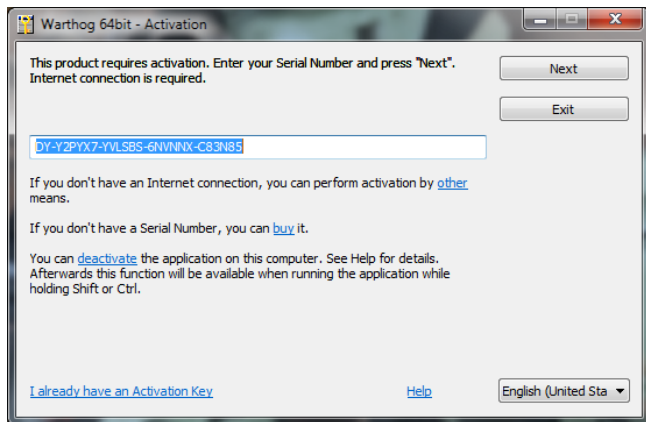 Warthog 64bit - Activation
This product requires activation. Enter your Serial Number and press "Next".
Internet connection is required.
Next
Exit
DY-Y2PYX7-YVLSBS-6NVNNX-C83N85
If you don't have an Internet connection, you can perform activation by other
means.
If you don't have a Serial Number, you can buy it.
You can deactivate the application on this computer. See Help for details.
Afterwards this function will be available when running the application while
holding Shift or Ctrl.
I already have an Activation Key
Help
English (United Sta